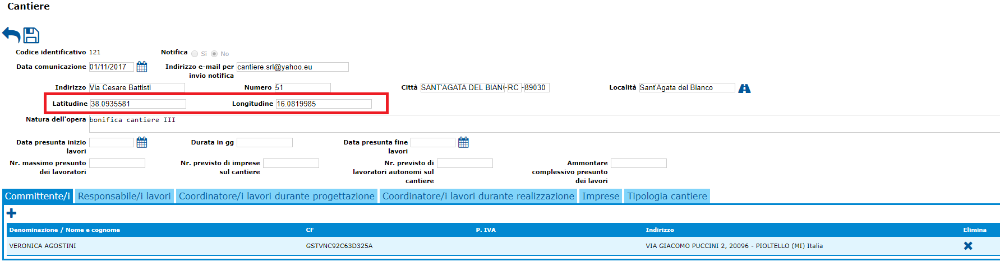 Cantiere
Codice identificativo 121 Notifica Sì No
Data comunicazione 01/11/2017 Indirizzo e-mail per invio notifica cantiere.srl@yahoo.eu
Indirizzo Via Cesare Battisti Numero 51 Città SANT'AGATA DEL BIAN -RC -89030 Località Sant'Agata del Bianco
Latitudine 38.0935581 Longitudine 16.0819985
Natura dell'opera bonifica cantiere III
Data presunta inizio lavori Durata in gg Data presunta fine lavori
Nr. massimo presunto dei lavoratori Nr. previsto di imprese sul cantiere Nr. previsto di lavoratori autonomi sul cantiere Ammontare complessivo presunto dei lavori
Committente/i Responsabile/i lavori Coordinatore/i lavori durante progettazione Coordinatore/i lavori durante realizzazione Imprese Tipologia cantiere
Denominazione / Nome e cognome CF P. IVA Indirizzo Elimina
VERONICA AGOSTINI GSTVNC92C63D325A VIA GIACOMO PUCCINI 2, 20096 - PIOLTELLO (MI) Italia